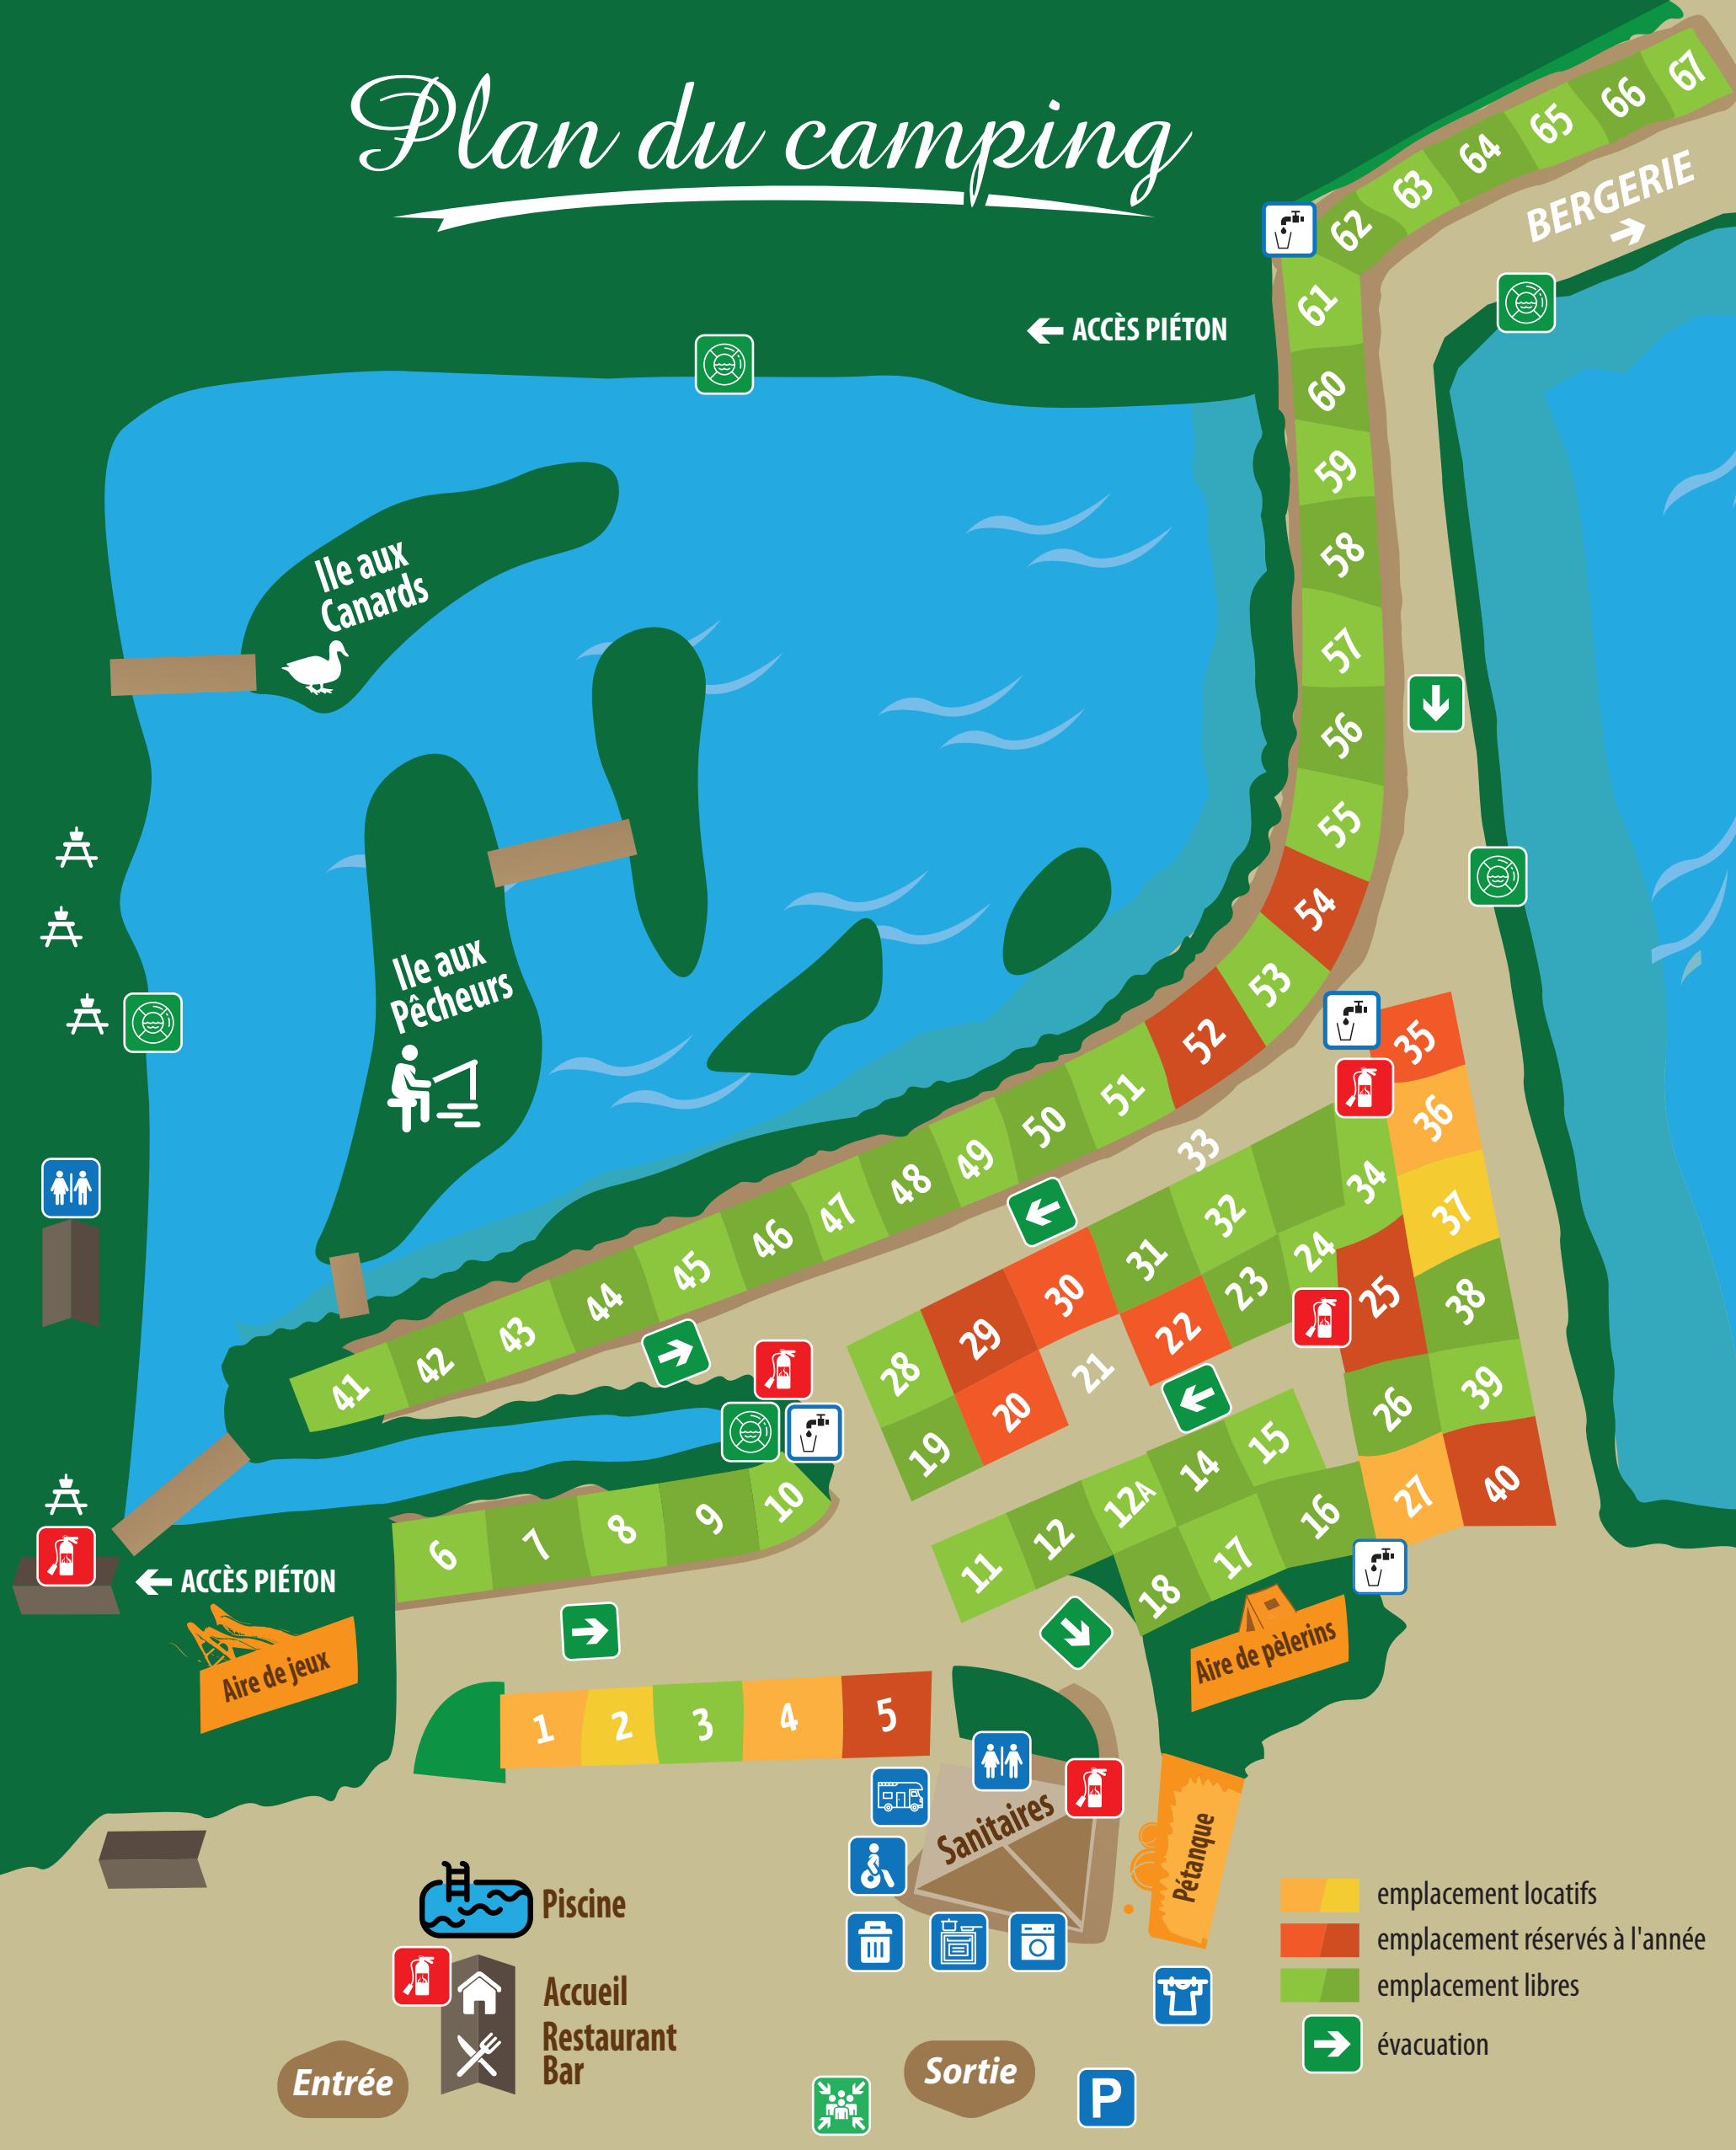 Plan du camping
67
66
65
64
63
62
BERGERIE
61
ACCÈS PIÉTON
60
59
58
57
56
55
54
53
52
51
50
49
48
47
46
45
44
43
42
41
Ile aux
Canards
Ile aux
Pêcheurs
35
36
37
38
39
40
33
34
32
31
30
29
28
24
25
23
22
21
20
19
26
27
15
14
12A
12
11
16
17
18
10
9
8
7
6
ACCÈS PIÉTON
Aire de jeux
Aire de pèlerins
1
2
3
4
5
Sanitaires
Pétanque
Piscine
Accueil
Restaurant
Bar
Entrée
Sortie
P
emplacement locatifs
emplacement réservés à l'année
emplacement libres
évacuation